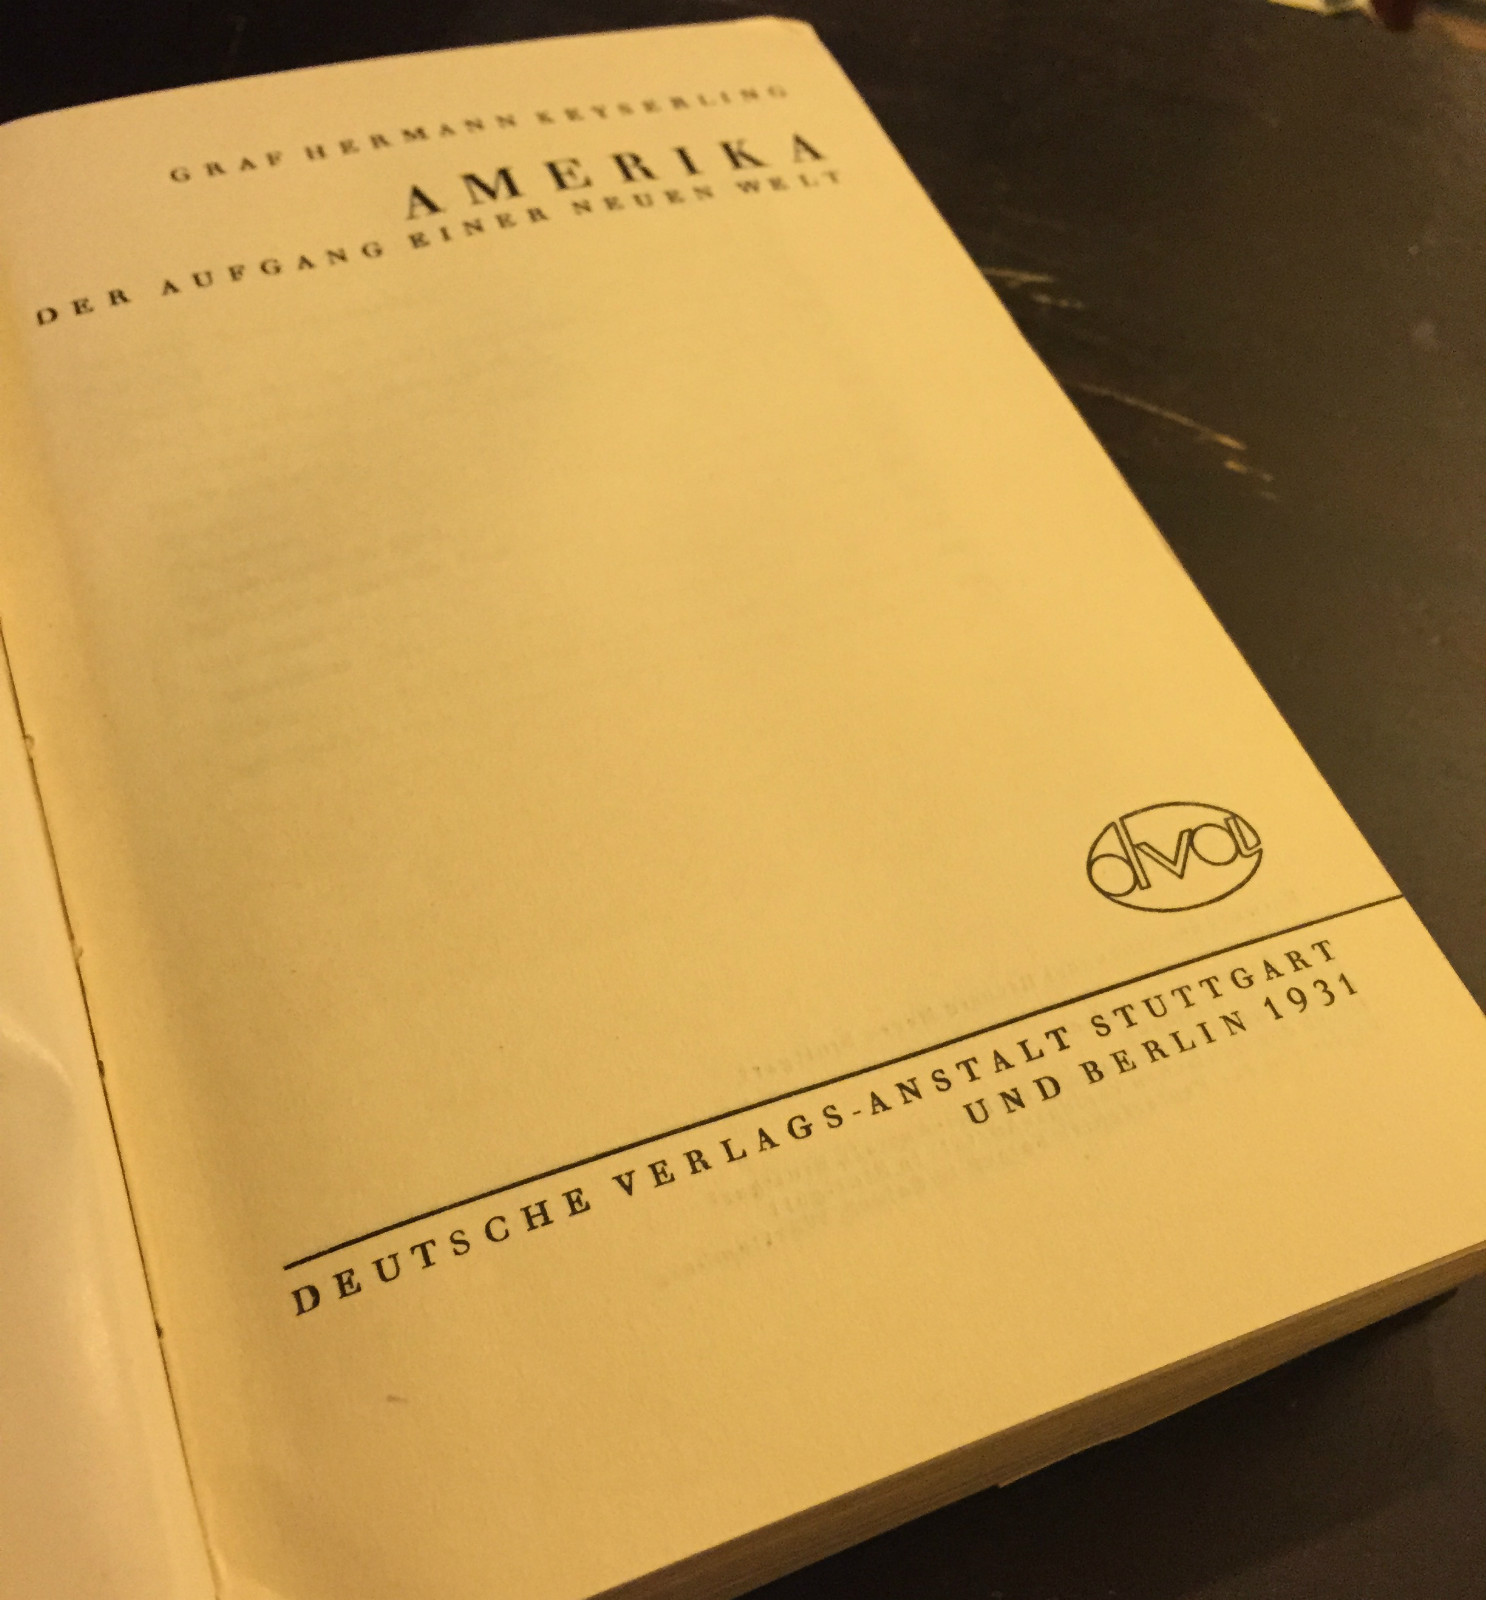 GRAF HERMANN KEYSERLING
AMERIKA
DER AUFGANG EINER NEUEN WELT
dva
DEUTSCHE VERLAGS-ANSTALT STUTTGART
UND BERLIN 1931